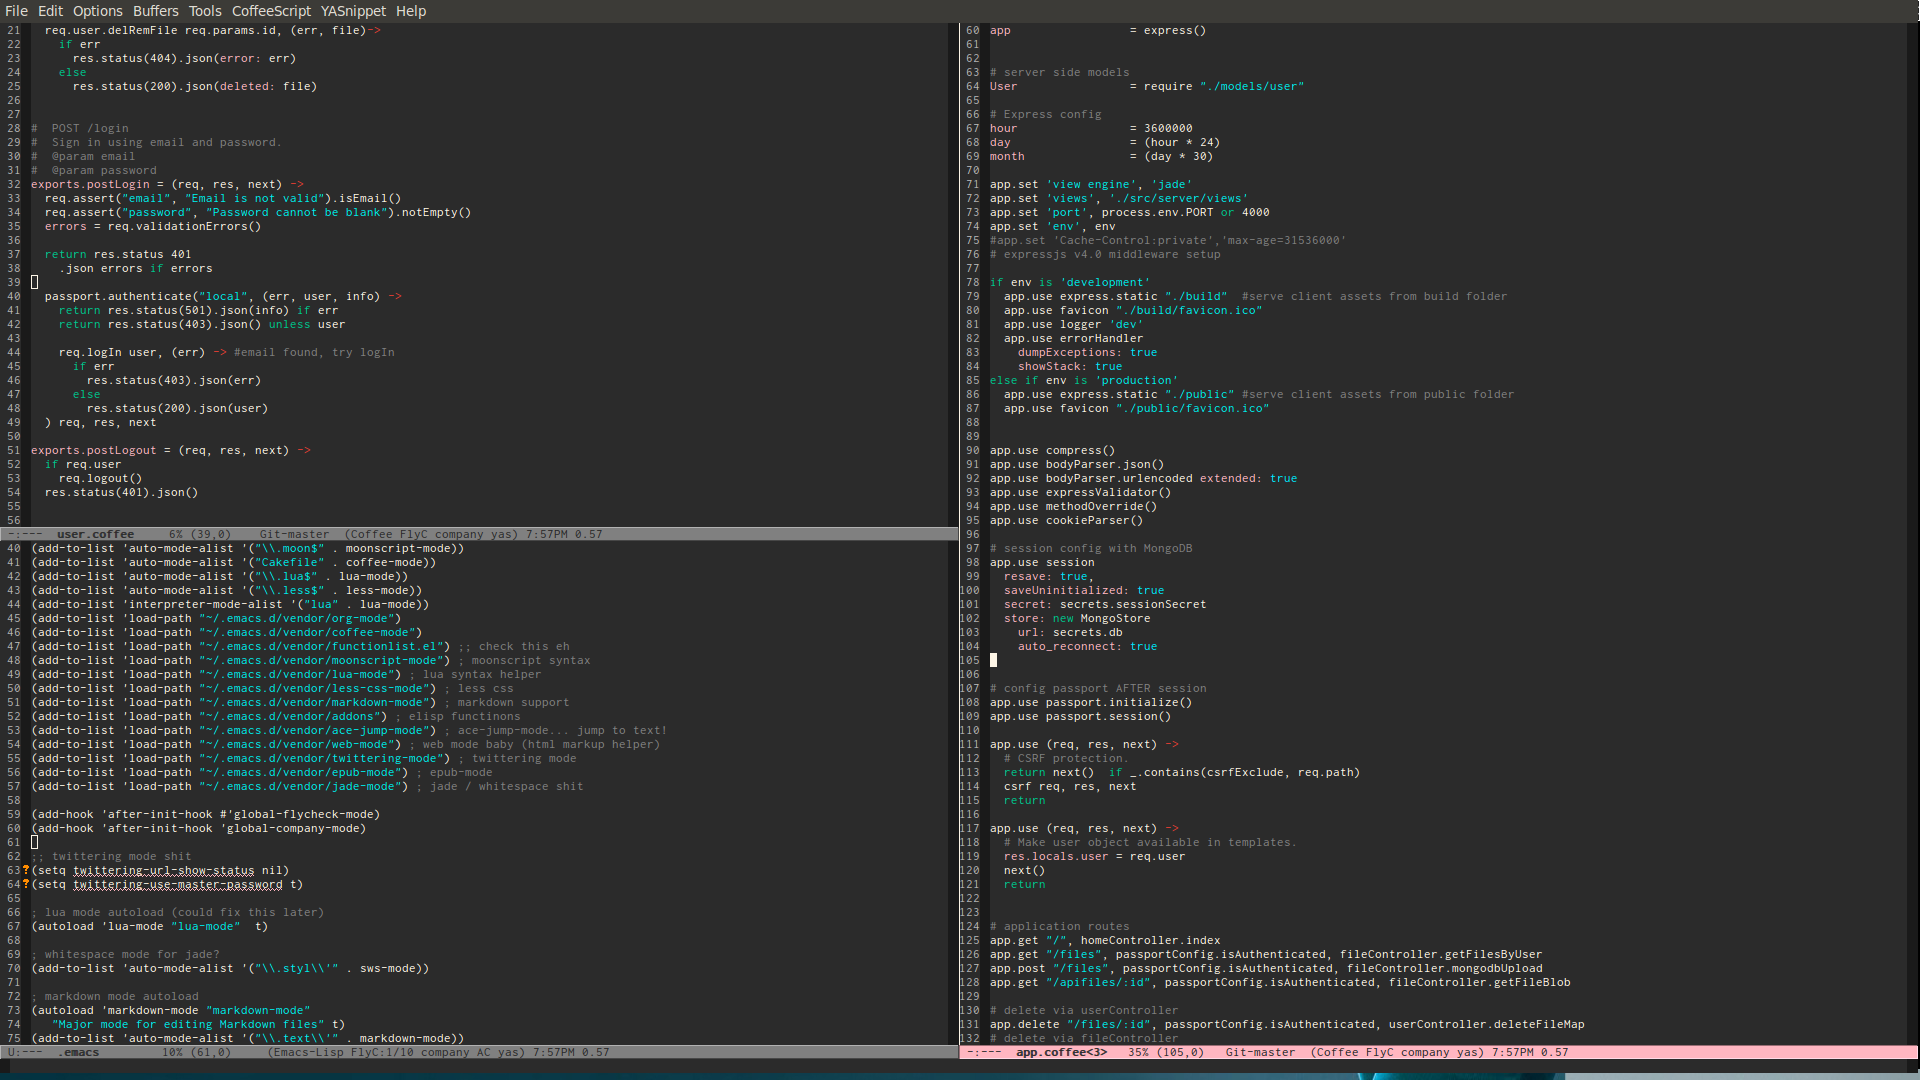 File Edit Options Buffers Tools CoffeeScript YASnippet Help
21   req.user.delRemFile req.params.id, (err, file)->
22     if err
23       res.status(404).json(error: err)
24     else
25       res.status(200).json(deleted: file)
26
27
28 #  POST /login
29 #  Sign in using email and password.
30 #  @param email
31 #  @param password
32 exports.postLogin = (req, res, next) ->
33   req.assert("email", "Email is not valid").isEmail()
34   req.assert("password", "Password cannot be blank").notEmpty()
35   errors = req.validationErrors()
36
37   return res.status 401
38     .json errors if errors
39
40   passport.authenticate("local", (err, user, info) ->
41     return res.status(501).json(info) if err
42     return res.status(403).json() unless user
43
44     req.logIn user, (err) -> #email found, try logIn
45       if err
46         res.status(403).json(err)
47       else
48         res.status(200).json(user)
49   ) req, res, next
50
51 exports.postLogout = (req, res, next) ->
52   if req.user
53     req.logout()
54   res.status(401).json()
55
56
-:---  user.coffee     6% (39,0)    Git-master  (Coffee FlyC company yas) 7:57PM 0.57
40 (add-to-list 'auto-mode-alist '("\\.moon$" . moonscript-mode))
41 (add-to-list 'auto-mode-alist '("Cakefile" . coffee-mode))
42 (add-to-list 'auto-mode-alist '("\\.lua$" . lua-mode))
43 (add-to-list 'auto-mode-alist '("\\.less$" . less-mode))
44 (add-to-list 'interpreter-mode-alist '("lua" . lua-mode))
45 (add-to-list 'load-path "~/.emacs.d/vendor/org-mode")
46 (add-to-list 'load-path "~/.emacs.d/vendor/coffee-mode")
47 (add-to-list 'load-path "~/.emacs.d/vendor/functionlist.el") ;; check this eh
48 (add-to-list 'load-path "~/.emacs.d/vendor/moonscript-mode") ; moonscript syntax
49 (add-to-list 'load-path "~/.emacs.d/vendor/lua-mode") ; lua syntax helper
50 (add-to-list 'load-path "~/.emacs.d/vendor/less-css-mode") ; less css
51 (add-to-list 'load-path "~/.emacs.d/vendor/markdown-mode") ; markdown support
52 (add-to-list 'load-path "~/.emacs.d/vendor/addons") ; elisp functinons
53 (add-to-list 'load-path "~/.emacs.d/vendor/ace-jump-mode") ; ace-jump-mode... jump to text!
54 (add-to-list 'load-path "~/.emacs.d/vendor/web-mode") ; web mode baby (html markup helper)
55 (add-to-list 'load-path "~/.emacs.d/vendor/twittering-mode") ; twittering mode
56 (add-to-list 'load-path "~/.emacs.d/vendor/epub-mode") ; epub-mode
57 (add-to-list 'load-path "~/.emacs.d/vendor/jade-mode") ; jade / whitespace shit
58
59 (add-hook 'after-init-hook #'global-flycheck-mode)
60 (add-hook 'after-init-hook 'global-company-mode)
61
62 ;; twittering mode shit
63 ?(setq twittering-url-show-status nil)
64 ?(setq twittering-use-master-password t)
65
66 ; lua mode autoload (could fix this later)
67 (autoload 'lua-mode "lua-mode"  t)
68
69 ; whitespace mode for jade?
70 (add-to-list 'auto-mode-alist '("\\.styl\\'" . sws-mode))
71
72 ; markdown mode autoload
73 (autoload 'markdown-mode "markdown-mode"
74    "Major mode for editing Markdown files" t)
75 (add-to-list 'auto-mode-alist '("\\.text\\'" . markdown-mode))
U:---  .emacs         10% (61,0)     (Emacs-Lisp FlyC:1/10 company AC yas) 7:57PM 0.57
60 app                 = express()
61
62
63 # server side models
64 User                = require "./models/user"
65
66 # Express config
67 hour                = 3600000
68 day                 = (hour * 24)
69 month               = (day * 30)
70
71 app.set 'view engine', 'jade'
72 app.set 'views', './src/server/views'
73 app.set 'port', process.env.PORT or 4000
74 app.set 'env', env
75 #app.set 'Cache-Control:private','max-age=31536000'
76 # expressjs v4.0 middleware setup
77
78 if env is 'development'
79   app.use express.static "./build"  #serve client assets from build folder
80   app.use favicon "./build/favicon.ico"
81   app.use logger 'dev'
82   app.use errorHandler
83     dumpExceptions: true
84     showStack: true
85 else if env is 'production'
86   app.use express.static "./public" #serve client assets from public folder
87   app.use favicon "./public/favicon.ico"
88
89
90 app.use compress()
91 app.use bodyParser.json()
92 app.use bodyParser.urlencoded extended: true
93 app.use expressValidator()
94 app.use methodOverride()
95 app.use cookieParser()
96
97 # session config with MongoDB
98 app.use session
99   resave: true,
100   saveUninitialized: true
101   secret: secrets.sessionSecret
102   store: new MongoStore
103     url: secrets.db
104     auto_reconnect: true
105
106
107 # config passport AFTER session
108 app.use passport.initialize()
109 app.use passport.session()
110
111 app.use (req, res, next) ->
112   # CSRF protection.
113   return next()  if _.contains(csrfExclude, req.path)
114   csrf req, res, next
115   return
116
117 app.use (req, res, next) ->
118   # Make user object available in templates.
119   res.locals.user = req.user
120   next()
121   return
122
123
124 # application routes
125 app.get "/", homeController.index
126 app.get "/files", passportConfig.isAuthenticated, fileController.getFilesByUser
127 app.post "/files", passportConfig.isAuthenticated, fileController.mongodbUpload
128 app.get "/apifiles/:id", passportConfig.isAuthenticated, fileController.getFileBlob
129
130 # delete via userController
131 app.delete "/files/:id", passportConfig.isAuthenticated, userController.deleteFileMap
132 # delete via fileController
-:---  app.coffee<3>   35% (105,0)   Git-master  (Coffee FlyC company yas) 7:57PM 0.57